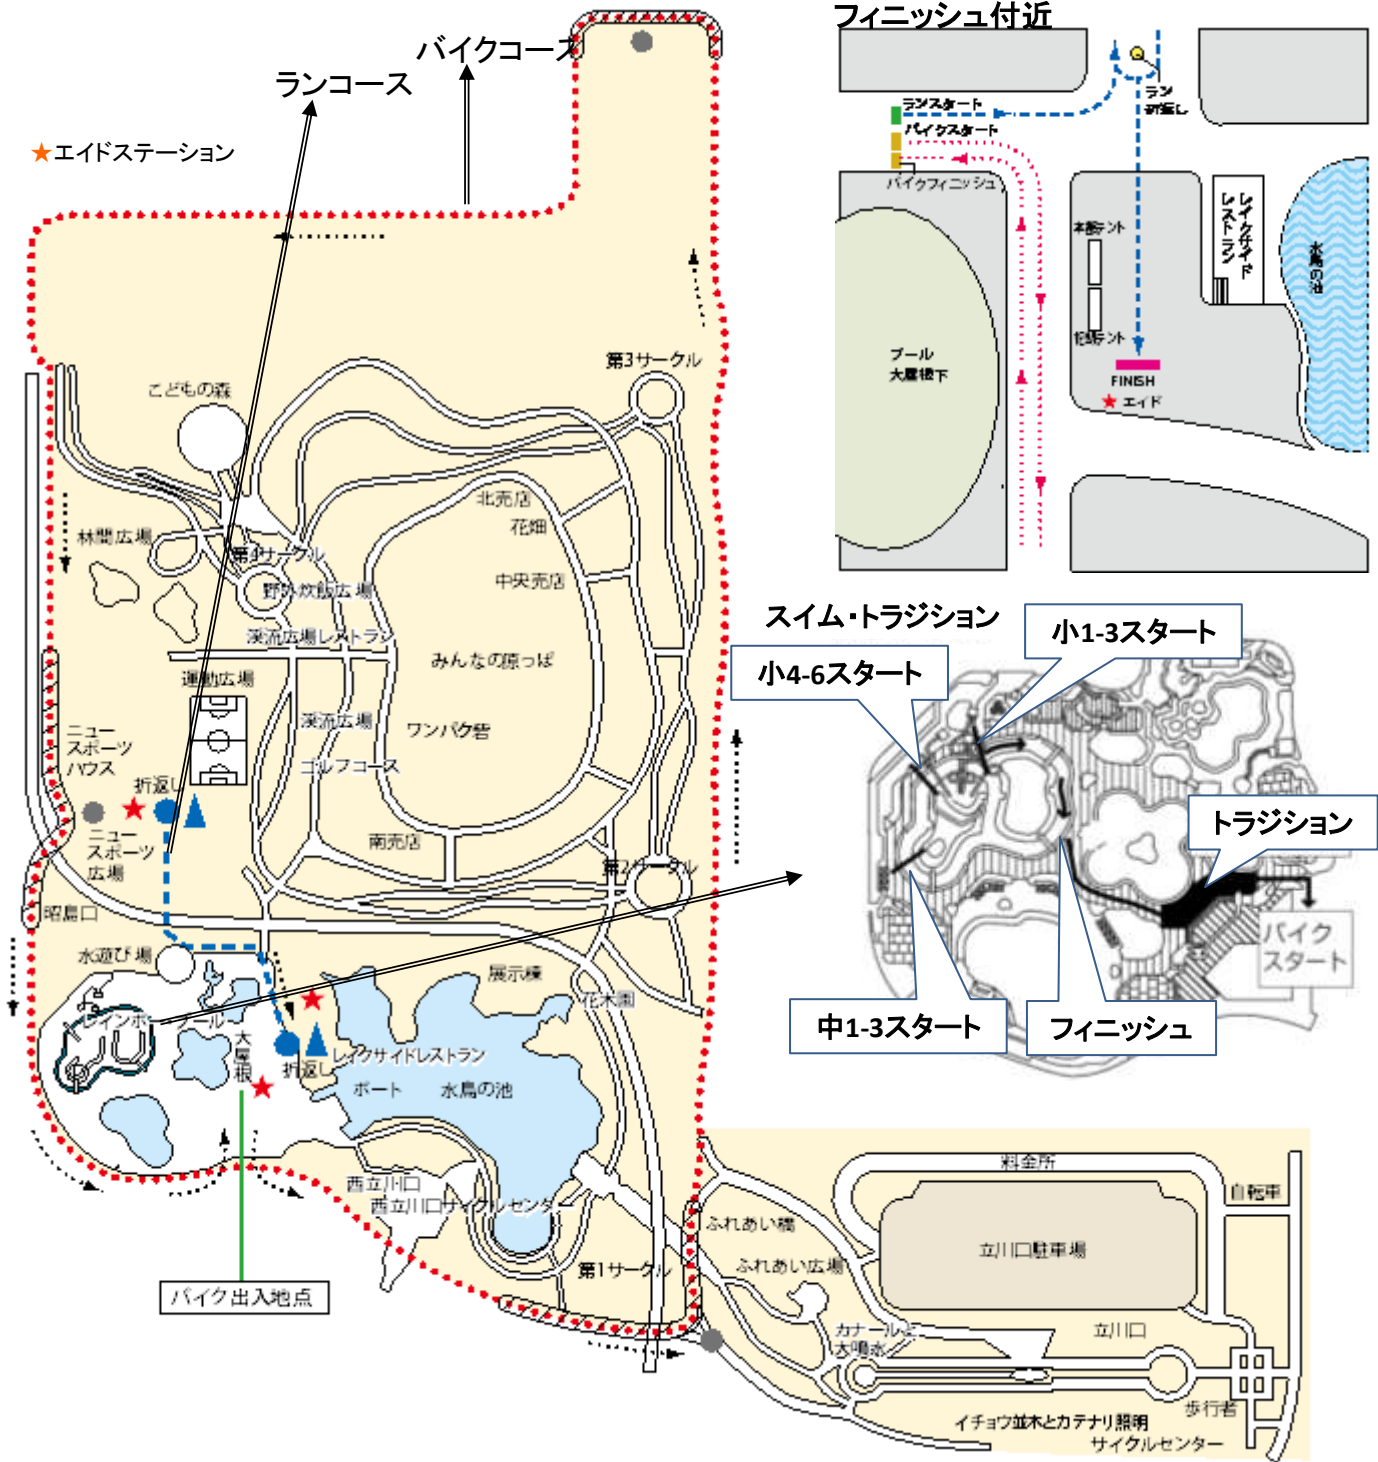 フィニッシュ付近
バイクコース
ランコース
★エイドステーション
ランスタート
バイクスタート
バイクフィニッシュ
ラン
折返し
本部テント
レイクサイド
レストラン
水鳥の池
プール
大屋根下
FINISH
★ エイド
第3サークル
こどもの森
北売店
花畑
林間広場
第4サークル
中央売店
野外炊飯広場
渓流広場レストラン
みんなの原っぱ
運動広場
渓流広場
ワンパク砦
ニュー
スポーツ
ハウス
ゴルフコース
折返し
ニュー
スポーツ
広場
南売店
第2サークル
昭島口
水遊び場
展示棟
花木園
レインボープール
大屋根
レイクサイドレストラン
折返し
ボート
水鳥の池
西立川口
西立川口サイクルセンター
第1サークル
バイク出入地点
スイム・トラジション
小1-3スタート
小4-6スタート
トラジション
バイク
スタート
中1-3スタート
フィニッシュ
料金所
自転車
ふれあい橋
ふれあい広場
立川口駐車場
カナールと
大噴水
立川口
歩行者
イチョウ並木とカテナリ照明
サイクルセンター